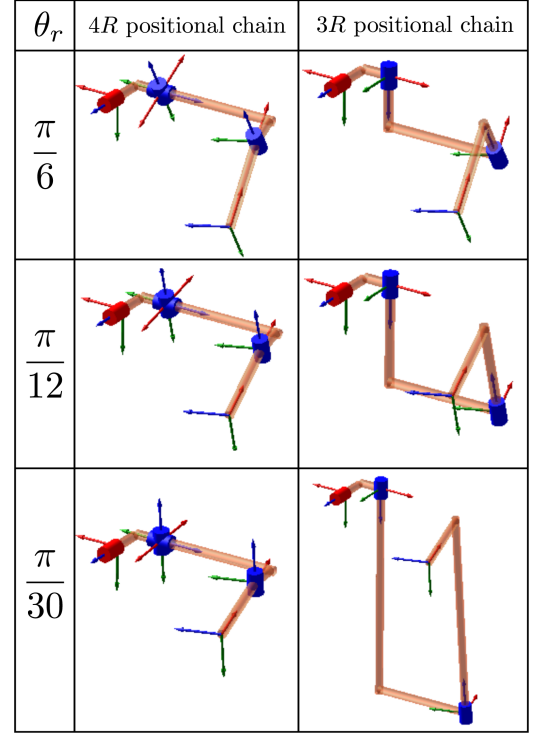 θr 4R positional chain 3R positional chain
π/6
π/12
π/30